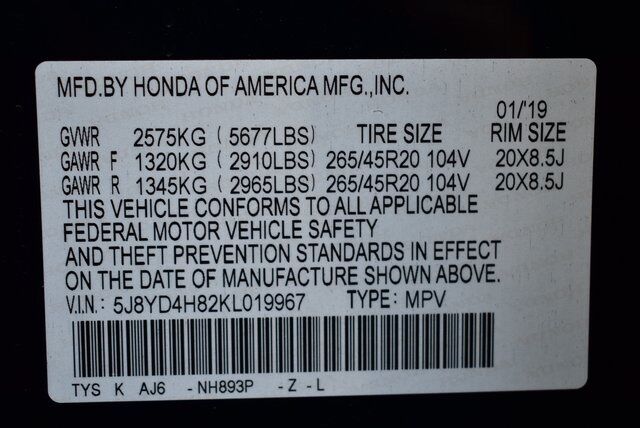 MFD.BY HONDA OF AMERICA MFG.,INC.
01/'19
GVWR 2575KG ( 5677LBS) TIRE SIZE RIM SIZE
GAWR F 1320KG ( 2910LBS) 265/45R20 104V 20X8.5J
GAWR R 1345KG ( 2965LBS) 265/45R20 104V 20X8.5J
THIS VEHICLE CONFORMS TO ALL APPLICABLE
FEDERAL MOTOR VEHICLE SAFETY
AND THEFT PREVENTION STANDARDS IN EFFECT
ON THE DATE OF MANUFACTURE SHOWN ABOVE.
V.I.N.: 5J8YD4H82KL019967 TYPE: MPV
TYS K AJ6 - NH893P - Z - L